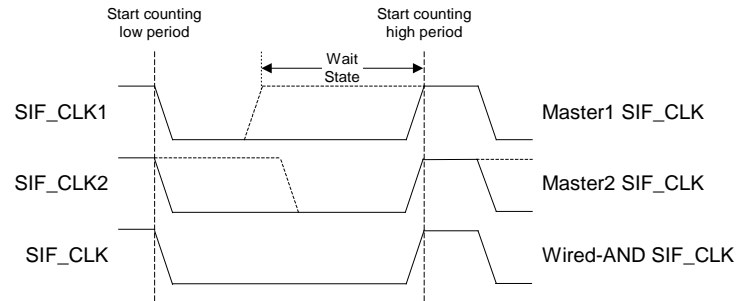 Start counting
low period
Start counting
high period
Wait
State
SIF_CLK1
Master1 SIF_CLK
SIF_CLK2
Master2 SIF_CLK
SIF_CLK
Wired-AND SIF_CLK